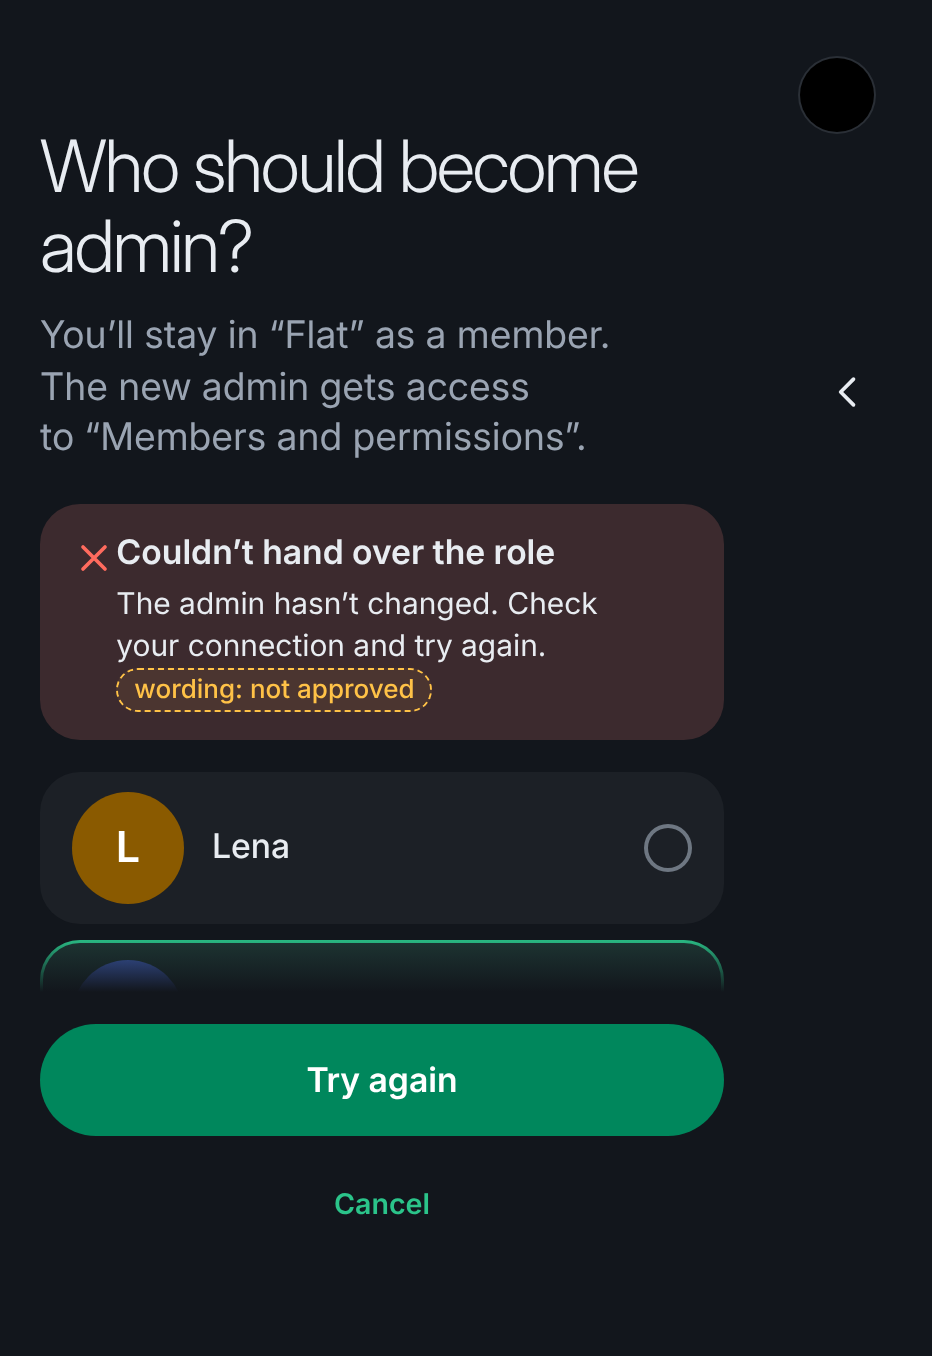 Who should become
admin?
You’ll stay in “Flat” as a member.
The new admin gets access
to “Members and permissions”.
Couldn’t hand over the role
The admin hasn’t changed. Check
your connection and try again.
wording: not approved
L
Lena
Try again
Cancel